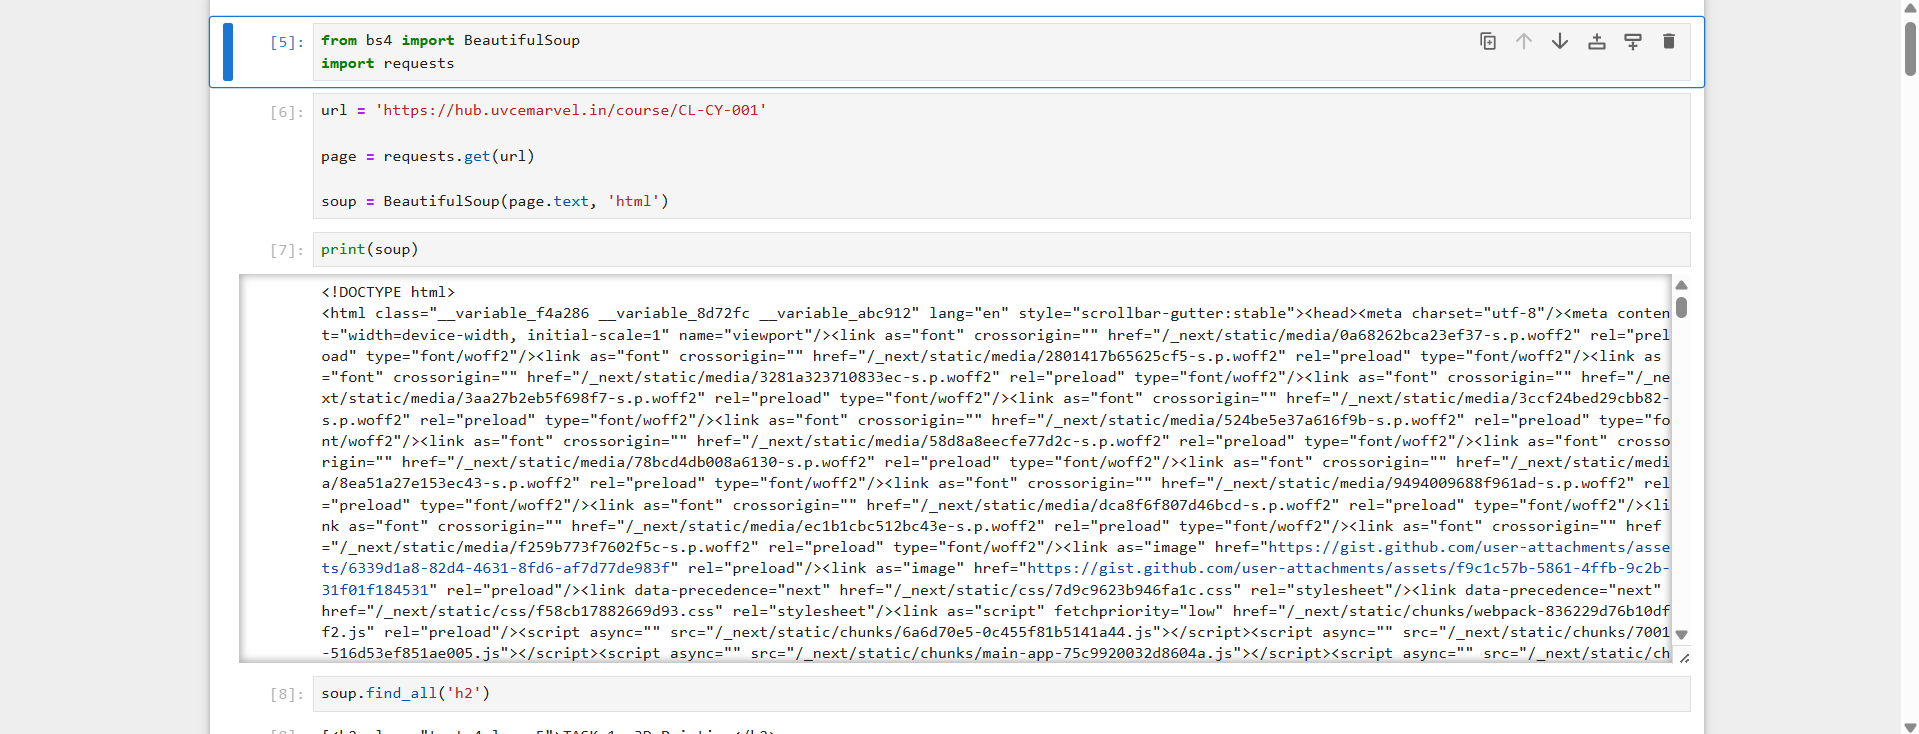 [5]: from bs4 import BeautifulSoup
import requests
[6]: url = 'https://hub.uvcemarvel.in/course/CL-CY-001'
page = requests.get(url)
soup = BeautifulSoup(page.text, 'html')
[7]: print(soup)
<!DOCTYPE html>
<html class="__variable_f4a286 __variable_8d72fc __variable_abc912" lang="en" style="scrollbar-gutter:stable"><head><meta charset="utf-8"/><meta conten
t="width=device-width, initial-scale=1" name="viewport"/><link as="font" crossorigin="" href="/_next/static/media/0a68262bca23ef37-s.p.woff2" rel="prel
oad" type="font/woff2"/><link as="font" crossorigin="" href="/_next/static/media/2801417b65625cf5-s.p.woff2" rel="preload" type="font/woff2"/><link as
="font" crossorigin="" href="/_next/static/media/3281a323710833ec-s.p.woff2" rel="preload" type="font/woff2"/><link as="font" crossorigin="" href="/_ne
xt/static/media/3aa27b2eb5f698f7-s.p.woff2" rel="preload" type="font/woff2"/><link as="font" crossorigin="" href="/_next/static/media/3ccf24bed29cbb82-
s.p.woff2" rel="preload" type="font/woff2"/><link as="font" crossorigin="" href="/_next/static/media/524be5e37a616f9b-s.p.woff2" rel="preload" type="fo
nt/woff2"/><link as="font" crossorigin="" href="/_next/static/media/58d8a8eecfe77d2c-s.p.woff2" rel="preload" type="font/woff2"/><link as="font" crosso
rigin="" href="/_next/static/media/78bcd4db008a6130-s.p.woff2" rel="preload" type="font/woff2"/><link as="font" crossorigin="" href="/_next/static/medi
a/8ea51a27e153ec43-s.p.woff2" rel="preload" type="font/woff2"/><link as="font" crossorigin="" href="/_next/static/media/9494009688f961ad-s.p.woff2" rel
="preload" type="font/woff2"/><link as="font" crossorigin="" href="/_next/static/media/dca8f6f807d46bcd-s.p.woff2" rel="preload" type="font/woff2"/><li
nk as="font" crossorigin="" href="/_next/static/media/ec1b1cbc512bc43e-s.p.woff2" rel="preload" type="font/woff2"/><link as="font" crossorigin="" href
="/_next/static/media/f259b773f7602f5c-s.p.woff2" rel="preload" type="font/woff2"/><link as="image" href="https://gist.github.com/user-attachments/asse
ts/6339d1a8-82d4-4631-8fd6-af7d77de983f" rel="preload"/><link as="image" href="https://gist.github.com/user-attachments/assets/f9c1c57b-5861-4ffb-9c2b-
31f01f184531" rel="preload"/><link data-precedence="next" href="/_next/static/css/7d9c9623b946fa1c.css" rel="stylesheet"/><link data-precedence="next"
href="/_next/static/css/f58cb17882669d93.css" rel="stylesheet"/><link as="script" fetchpriority="low" href="/_next/static/chunks/webpack-836229d76b10df
f2.js" rel="preload"/><script async="" src="/_next/static/chunks/6a6d70e5-0c455f81b5141a44.js"></script><script async="" src="/_next/static/chunks/7001
-516d53ef851ae005.js"></script><script async="" src="/_next/static/chunks/main-app-75c9920032d8604a.js"></script><script async="" src="/_next/static/ch
[8]: soup.find_all('h2')